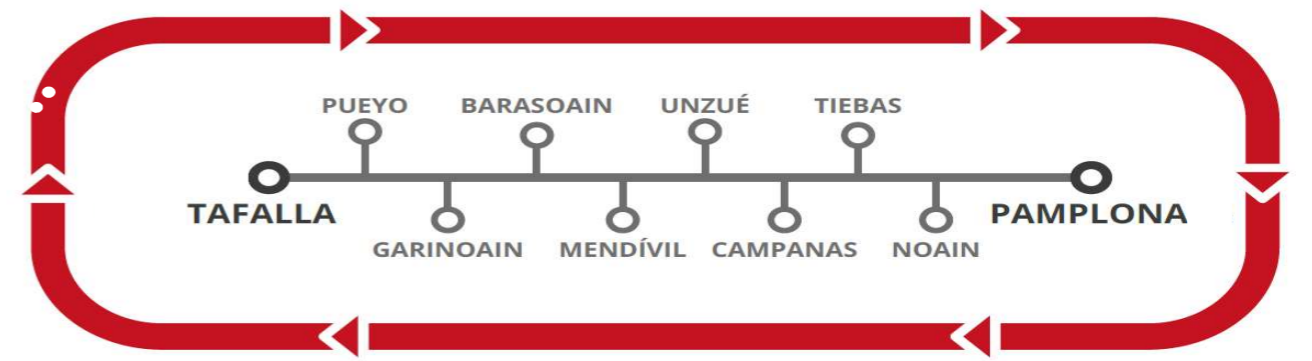 PUEYO BARASOAIN UNZUÉ TIEBAS
TAFALLA PAMPLONA
GARINOAIN MENDÍVIL CAMPANAS NOAIN